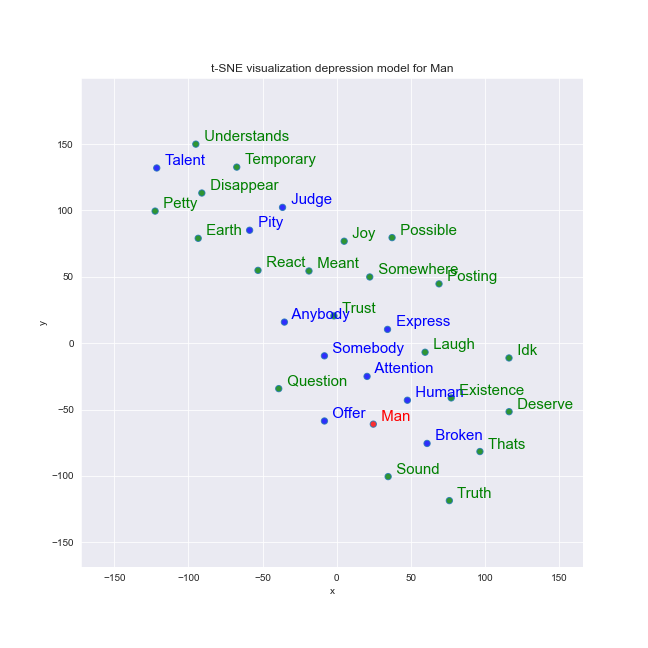 t-SNE visualization depression model for Man
Understands
Talent
Temporary
Disappear
Petty
Judge
Pity
Earth
Joy
Possible
React
Meant
Somewhere
Posting
Anybody
Trust
Express
Somebody
Laugh
Idk
Attention
Question
Human
Existence
Offer
Man
Deserve
Broken
Thats
Sound
Truth
150
100
50
0
−50
−100
−150
y
−150
−100
−50
0
50
100
150
x